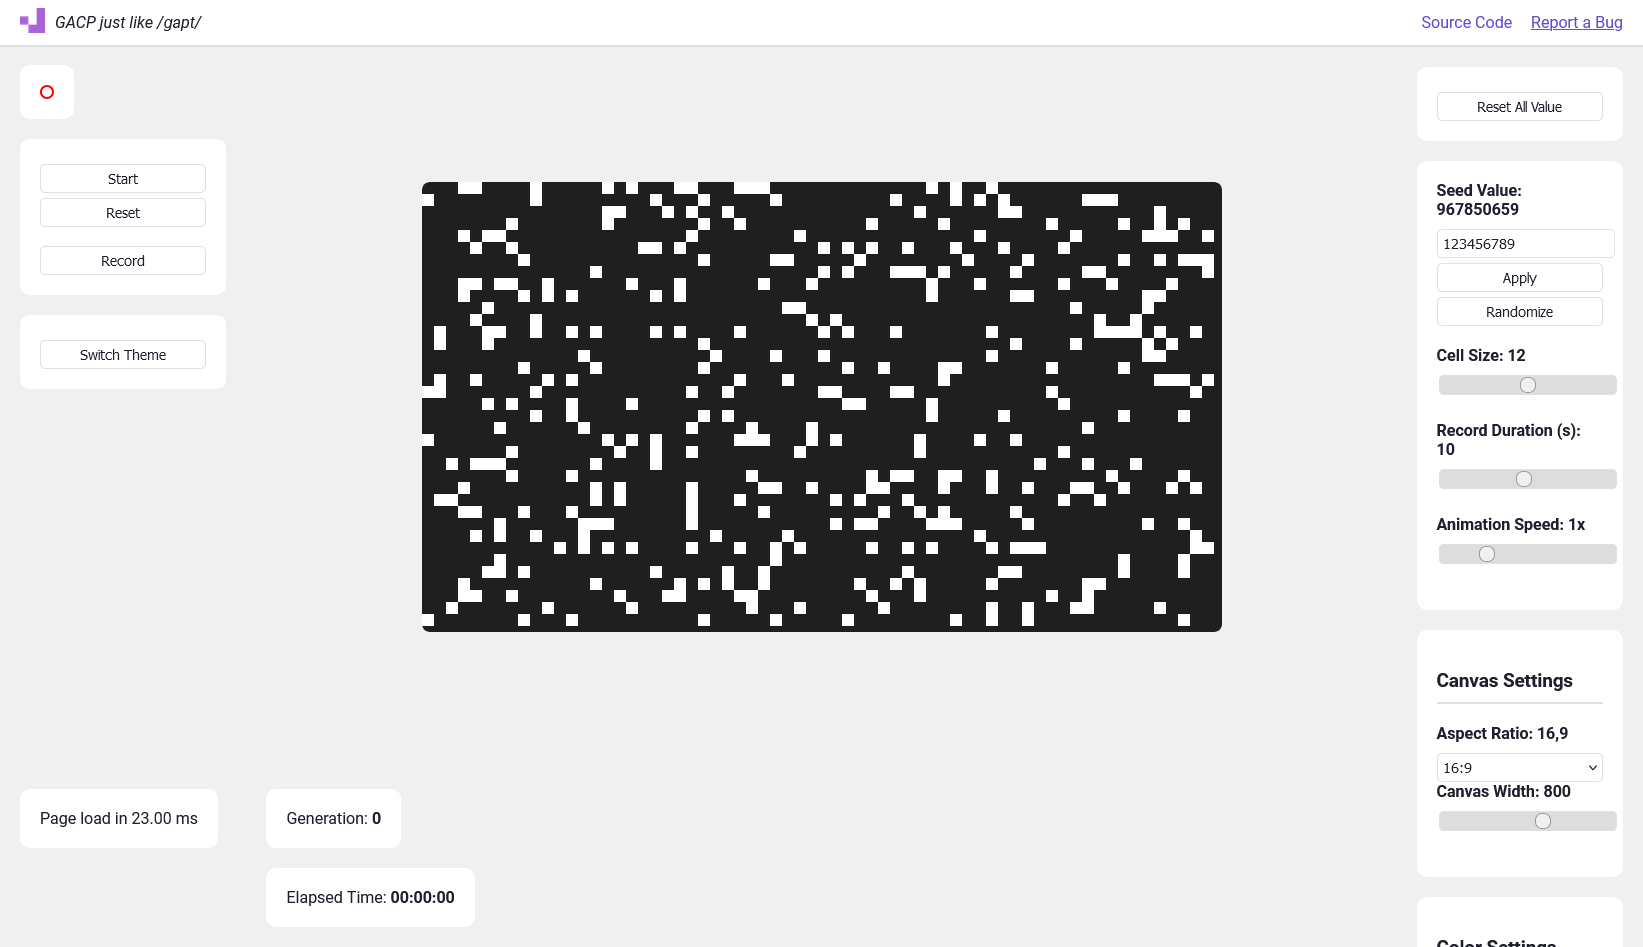 GACP just like /gapt/
Source Code
Report a Bug
Start
Reset
Record
Switch Theme
Page load in 23.00 ms
Generation: 0
Elapsed Time: 00:00:00
Reset All Value
Seed Value:
967850659
123456789
Apply
Randomize
Cell Size: 12
Record Duration (s):
10
Animation Speed: 1x
Canvas Settings
Aspect Ratio: 16,9
16:9
Canvas Width: 800
Color Settings